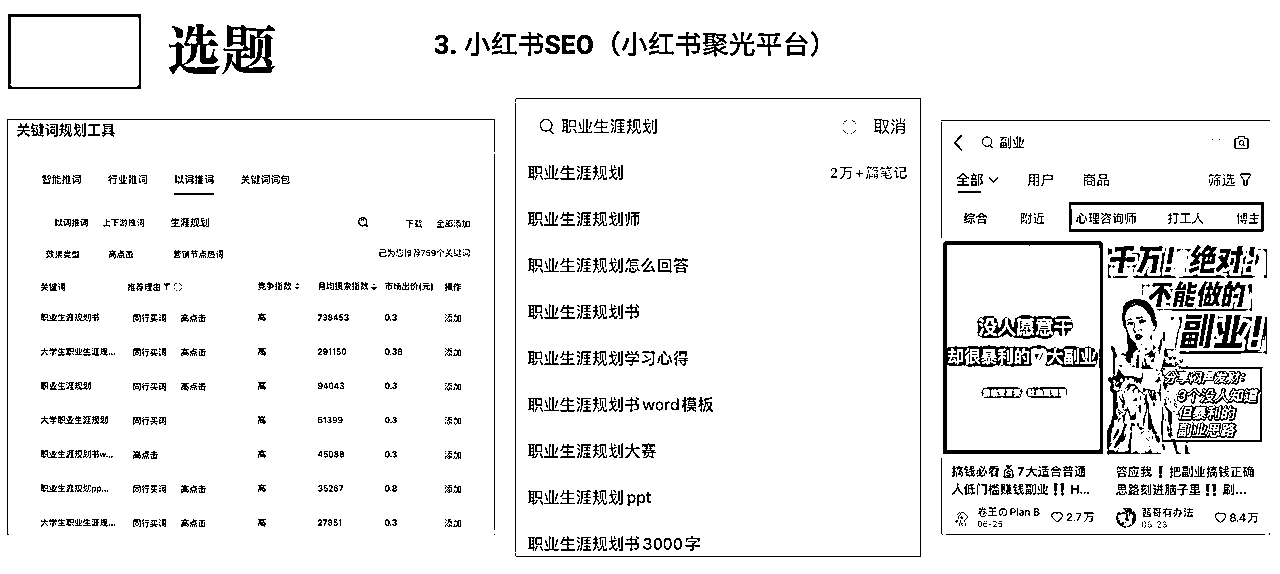 选题
3. 小红书SEO（小红书聚光平台）
关键词规划工具
智能推词 行业推词 以词推词 关键词词包
以词推词 上下游推词 生涯规划 下载 全部添加
效果类型 高点击 营销节点热词 已为您推荐759个关键词
关键词 推荐理由 竞争指数 月均搜索指数 市场出价(元) 操作
职业生涯规划书 同行买词 高点击 高 738453 0.3 添加
大学生职业生涯规... 同行买词 高点击 高 291150 0.38 添加
职业生涯规划 同行买词 高点击 高 94043 0.3 添加
大学职业生涯规划 同行买词 高 61399 0.3 添加
职业生涯规划书w... 高点击 高 45088 0.3 添加
职业生涯规划pp... 同行买词 高点击 高 35267 0.8 添加
大学生职业生涯规... 同行买词 高点击 高 27851 0.3 添加
职业生涯规划 取消
职业生涯规划 2万+篇笔记
职业生涯规划师
职业生涯规划怎么回答
职业生涯规划书
职业生涯规划学习心得
职业生涯规划书word模板
职业生涯规划大赛
职业生涯规划ppt
职业生涯规划书3000字
副业
全部 用户 商品 筛选
综合 附近 心理咨询师 打工人 博主
没人愿意干
却很暴利的7大副业
千万！绝对！
不能做的
副业！！
分享闷声发财：
3个没人知道
但暴利的
副业思路
搞钱必看💰7大适合普通
人低门槛赚钱副业‼️H...
卷王のPlan B
06-25
2.7万
答应我❗把副业搞钱正确
思路刻进脑子里‼️刷...
茜哥有办法
06-23
8.4万